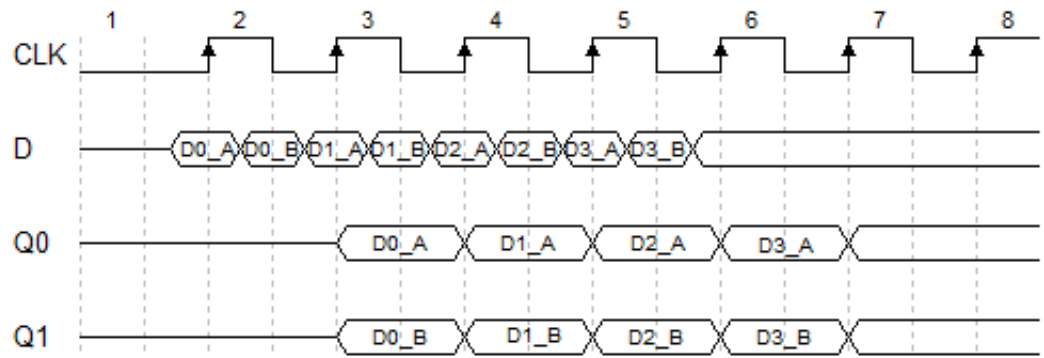 1 2 3 4 5 6 7 8
CLK
D D0_A D0_B D1_A D1_B D2_A D2_B D3_A D3_B
Q0 D0_A D1_A D2_A D3_A
Q1 D0_B D1_B D2_B D3_B